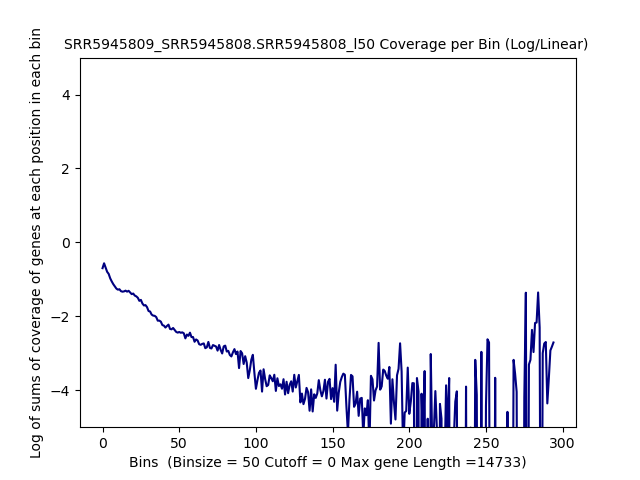 SRR5945809_SRR5945808.SRR5945808_l50 Coverage per Bin (Log/Linear)
Log of sums of coverage of genes at each position in each bin
4
2
0
−2
−4
0 50 100 150 200 250 300
Bins  (Binsize = 50 Cutoff = 0 Max gene Length =14733)